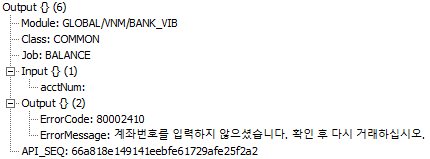 Output {} (6)
Module: GLOBAL/VNM/BANK_VIB
Class: COMMON
Job: BALANCE
Input {} (1)
acctNum:
Output {} (2)
ErrorCode: 80002410
ErrorMessage: 계좌번호를 입력하지 않으셨습니다. 확인 후 다시 거래하십시오.
API_SEQ: 66a818e149141eebfe61729afe25f2a2